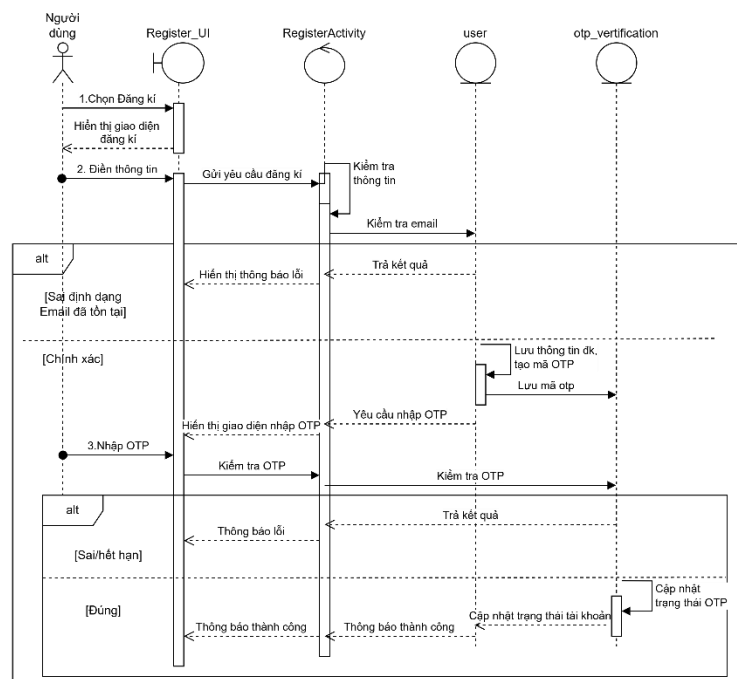 Người
dùng
Register_UI
RegisterActivity
user
otp_vertification
1.Chọn Đăng kí
Hiển thị giao diện
đăng kí
2. Điền thông tin
Gửi yêu cầu đăng kí
Kiểm tra
thông tin
Kiểm tra email
alt
Trả kết quả
Hiển thị thông báo lỗi
[Sai định dạng
Email đã tồn tại]
[Chính xác]
Lưu thông tin đk,
tạo mã OTP
Lưu mã otp
Yêu cầu nhập OTP
Hiển thị giao diện nhập OTP
3.Nhập OTP
Kiểm tra OTP
Kiểm tra OTP
alt
Trả kết quả
Thông báo lỗi
[Sai/hết hạn]
Cập nhật
trạng thái OTP
[Đúng]
Cập nhật trạng thái tài khoản
Thông báo thành công
Thông báo thành công